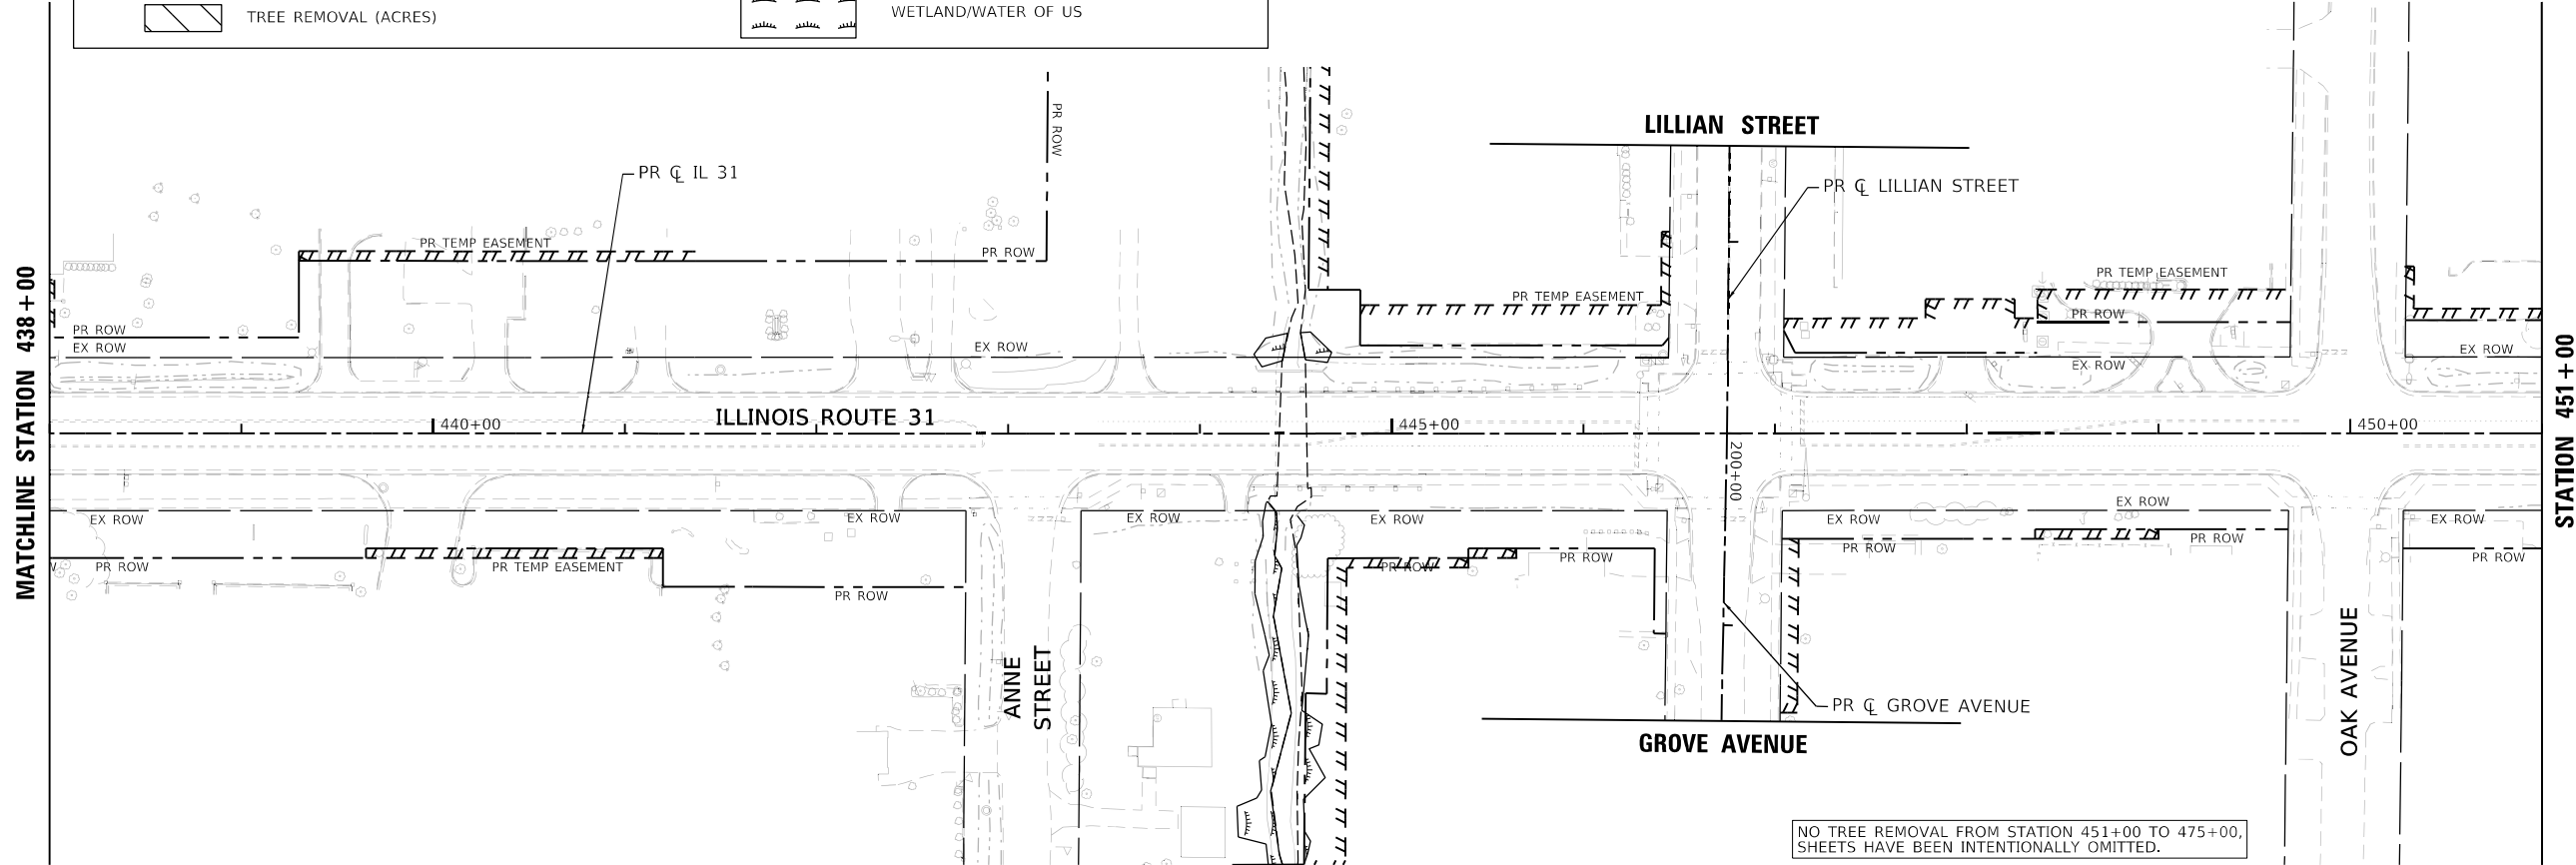 TREE REMOVAL (ACRES)
WETLAND/WATER OF US
PR ROW
LILLIAN STREET
PR ℄ IL 31
PR ℄ LILLIAN STREET
PR TEMP EASEMENT
PR ROW
PR TEMP EASEMENT
PR TEMP EASEMENT
PR ROW
PR ROW
EX ROW
EX ROW
EX ROW
EX ROW
MATCHLINE STATION 438+00
STATION 451+00
440+00
ILLINOIS ROUTE 31
445+00
450+00
200+00
EX ROW
EX ROW
EX ROW
EX ROW
EX ROW
EX ROW
EX ROW
PR ROW
PR ROW
PR ROW
PR ROW
PR TEMP EASEMENT
PR ROW
PR ROW
PR ROW
ANNE
STREET
OAK AVENUE
PR ℄ GROVE AVENUE
GROVE AVENUE
NO TREE REMOVAL FROM STATION 451+00 TO 475+00,
SHEETS HAVE BEEN INTENTIONALLY OMITTED.